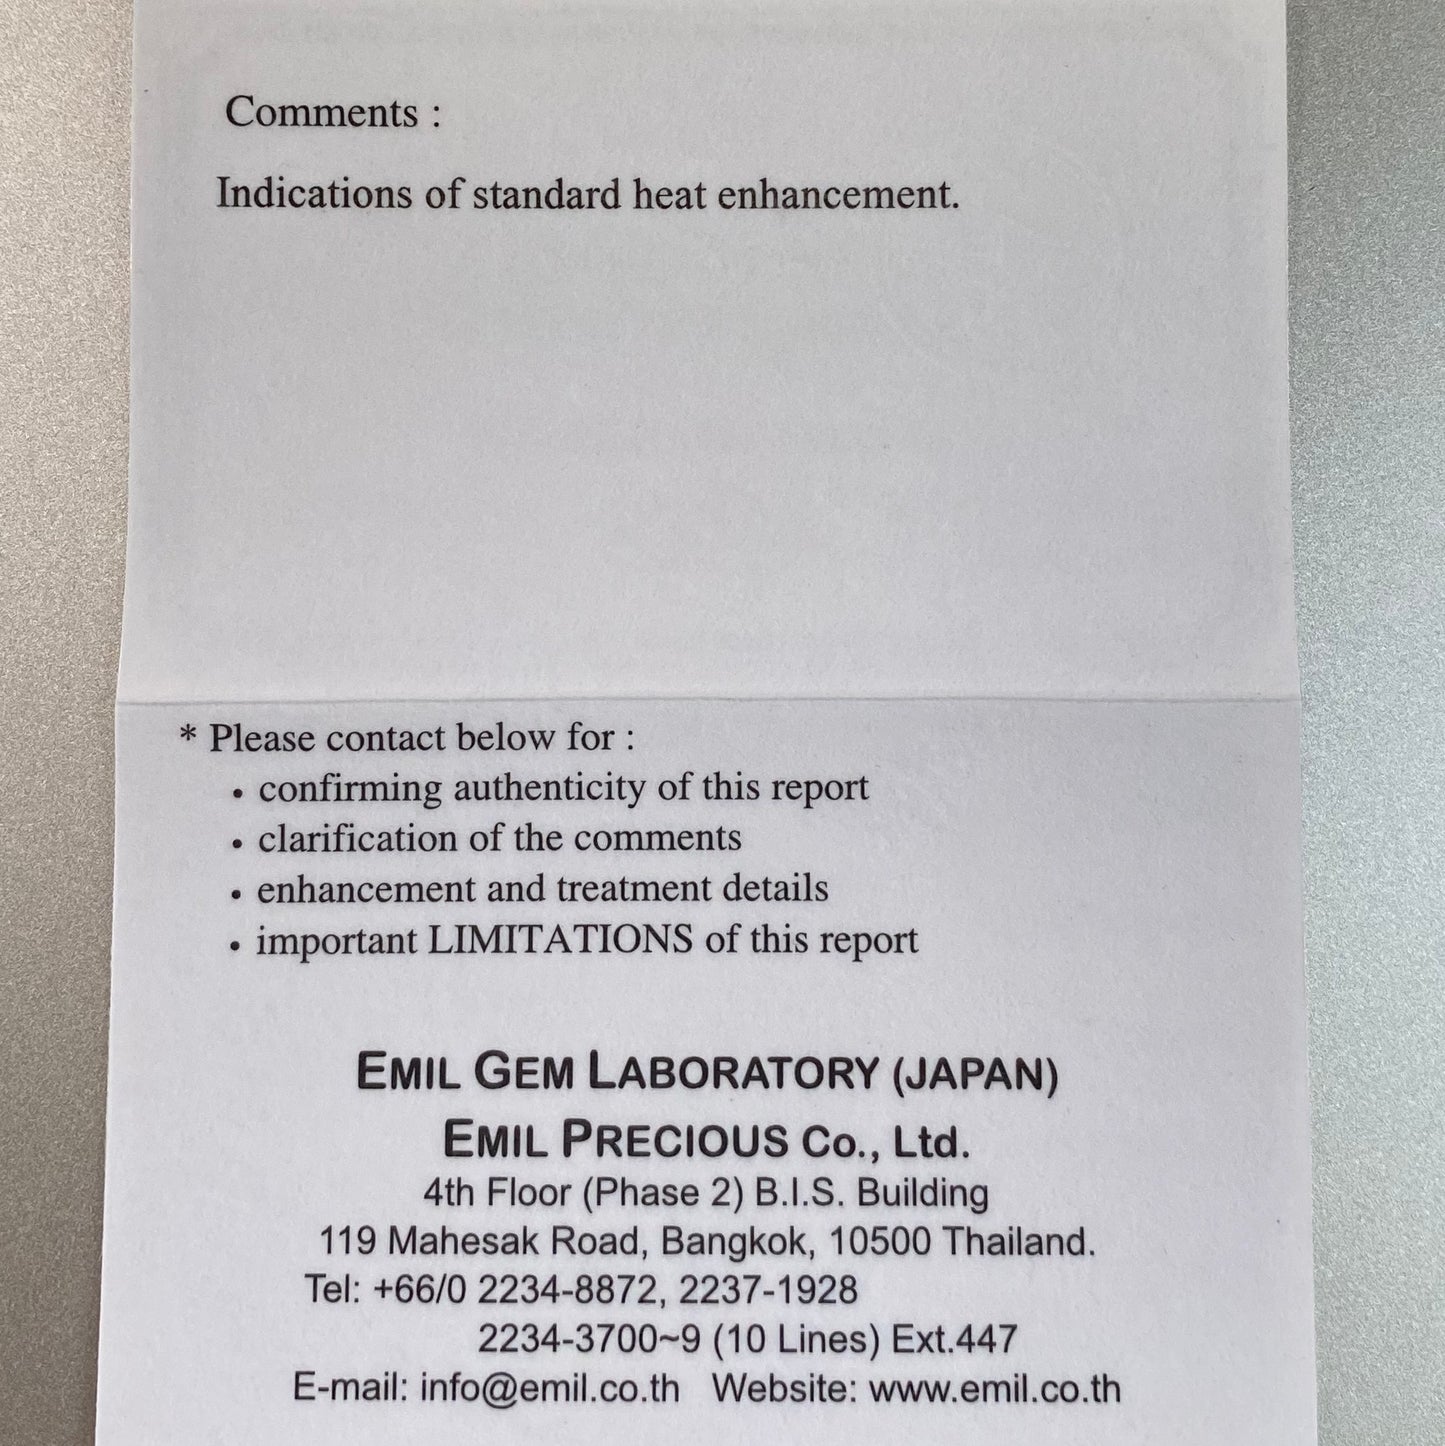 Comments :
Indications of standard heat enhancement.
* Please contact below for :
• confirming authenticity of this report
• clarification of the comments
• enhancement and treatment details
• important LIMITATIONS of this report
EMIL GEM LABORATORY (JAPAN)
EMIL PRECIOUS Co., Ltd.
4th Floor (Phase 2) B.I.S. Building
119 Mahesak Road, Bangkok, 10500 Thailand.
Tel: +66/0 2234-8872, 2237-1928
2234-3700~9 (10 Lines) Ext.447
E-mail: info@emil.co.th Website: www.emil.co.th